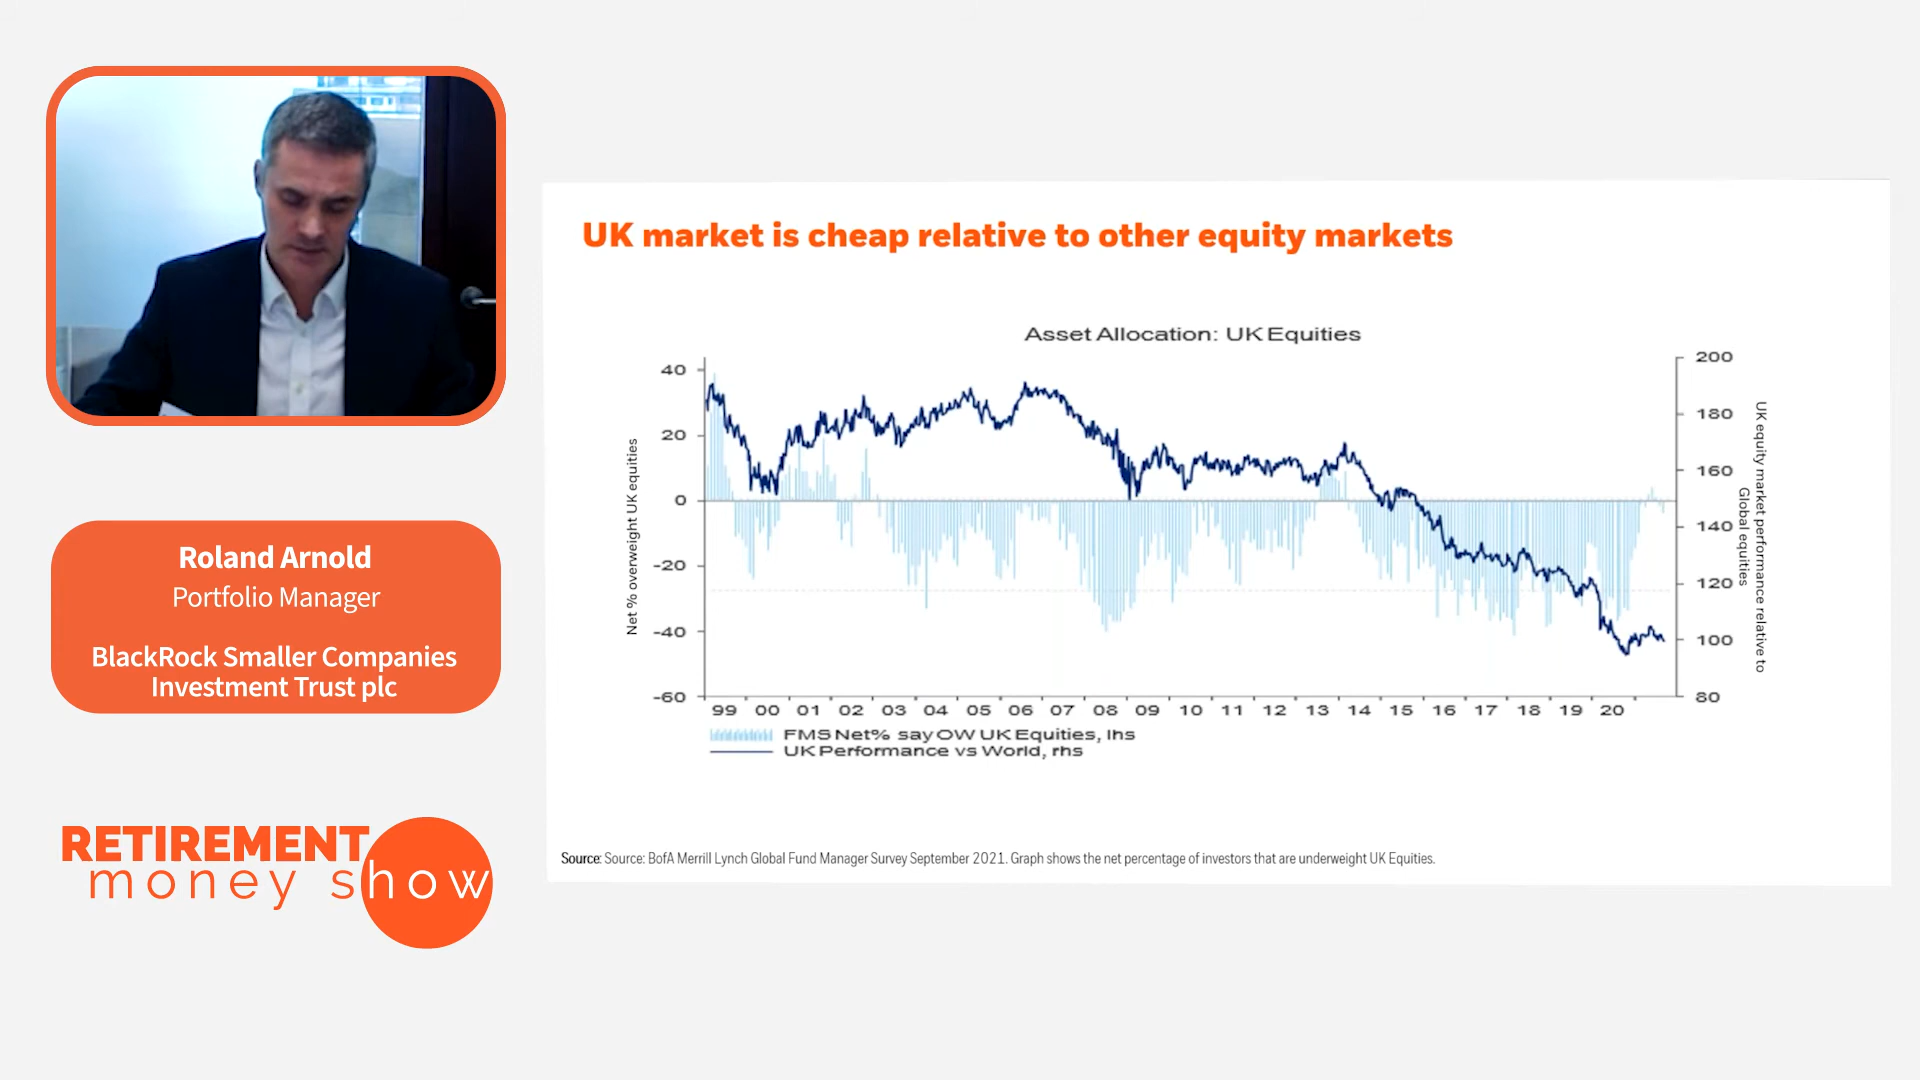 Roland Arnold
Portfolio Manager
BlackRock Smaller Companies
Investment Trust plc
RETIREMENT
money show
UK market is cheap relative to other equity markets
Asset Allocation: UK Equities
Net % overweight UK equities
40
20
0
-20
-40
-60
200
180
160
140
120
100
80
UK equity market performance relative to
Global equities
99 00 01 02 03 04 05 06 07 08 09 10 11 12 13 14 15 16 17 18 19 20
FMS Net% say OW UK Equities, lhs
UK Performance vs World, rhs
Source: Source: BofA Merrill Lynch Global Fund Manager Survey September 2021. Graph shows the net percentage of investors that are underweight UK Equities.